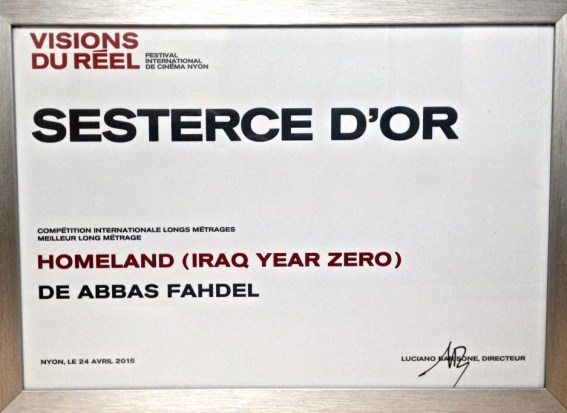 VISIONS
DU RÉEL
FESTIVAL
INTERNATIONAL
DE CINÉMA NYON
SESTERCE D'OR
COMPÉTITION INTERNATIONALE LONGS MÉTRAGES
MEILLEUR LONG MÉTRAGE
HOMELAND (IRAQ YEAR ZERO)
DE ABBAS FAHDEL
NYON, LE 24 AVRIL 2015
LUCIANO BARISONE, DIRECTEUR